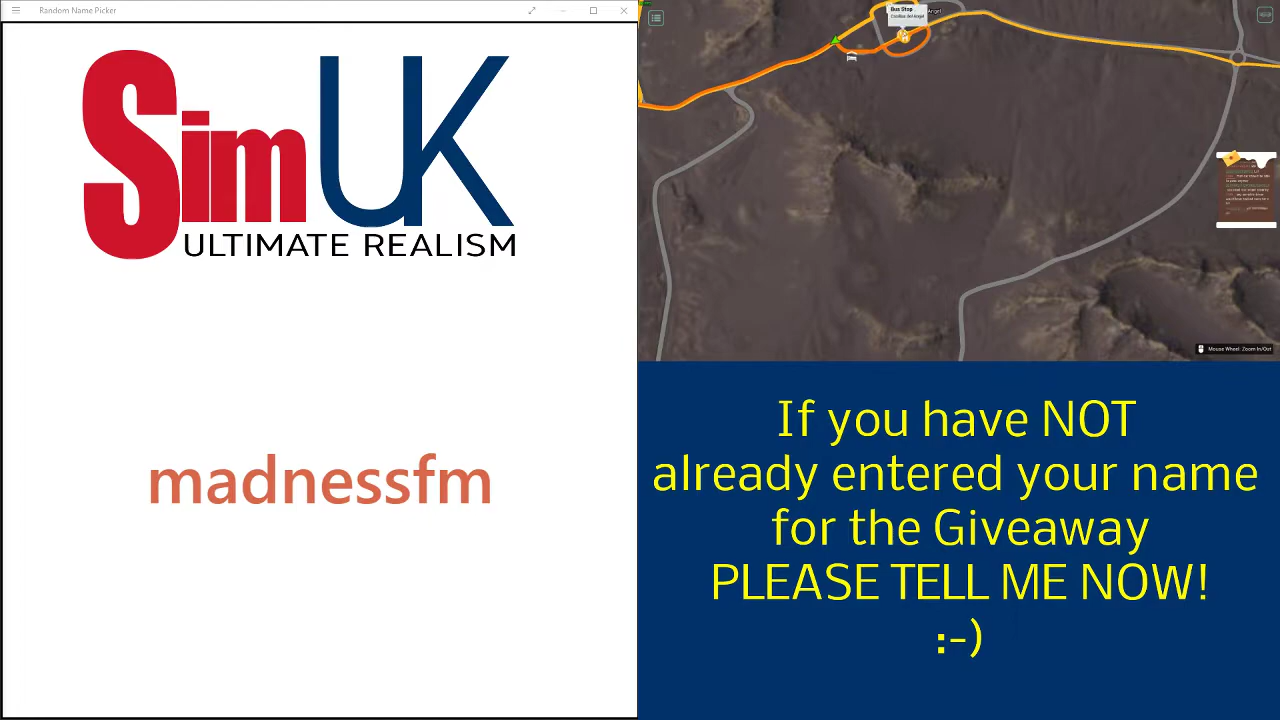 Random Name Picker
Sim UK
ULTIMATE REALISM
madnessfm
Bus Stop
Angel
Mouse Wheel: Zoom In/Out
If you have NOT
already entered your name
for the Giveaway
PLEASE TELL ME NOW!
:-)